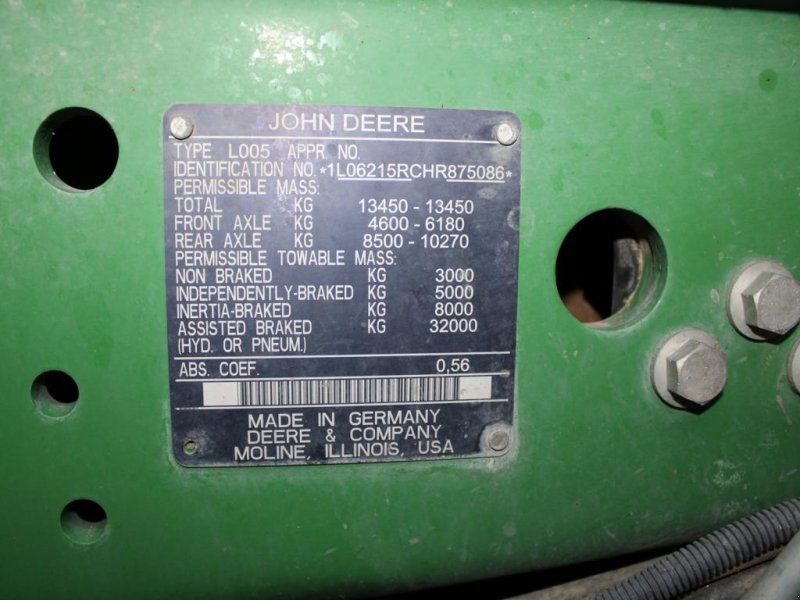 JOHN DEERE
TYPE L005 APPR. NO.
IDENTIFICATION NO. *1L06215RCHR875086*
PERMISSIBLE MASS:
TOTAL KG 13450 - 13450
FRONT AXLE KG 4600 - 6180
REAR AXLE KG 8500 - 10270
PERMISSIBLE TOWABLE MASS:
NON BRAKED KG 3000
INDEPENDENTLY-BRAKED KG 5000
INERTIA-BRAKED KG 8000
ASSISTED BRAKED KG 32000
(HYD. OR PNEUM.)
ABS. COEF. 0,56
MADE IN GERMANY
DEERE & COMPANY
MOLINE, ILLINOIS, USA